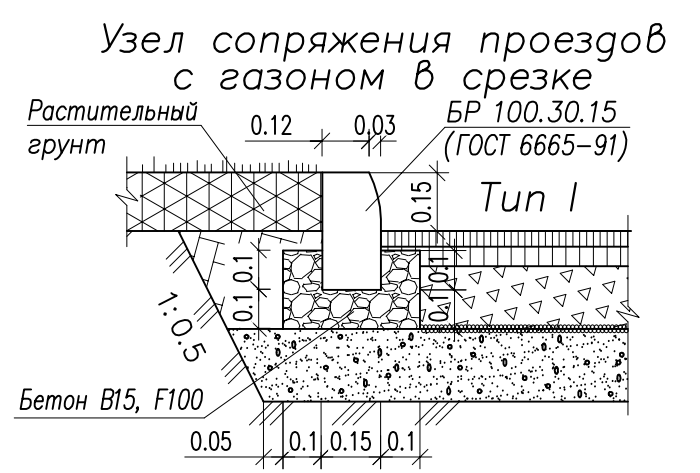 Узел сопряжения проездов
с газоном в срезке
Растительный
грунт
0.12
0,03
БР 100.30.15
(ГОСТ 6665-91)
0.15
Тип I
0.1
0.1
0.1
0.1
1:0.5
Бетон В15, F100
0.05
0.1
0.15
0.1